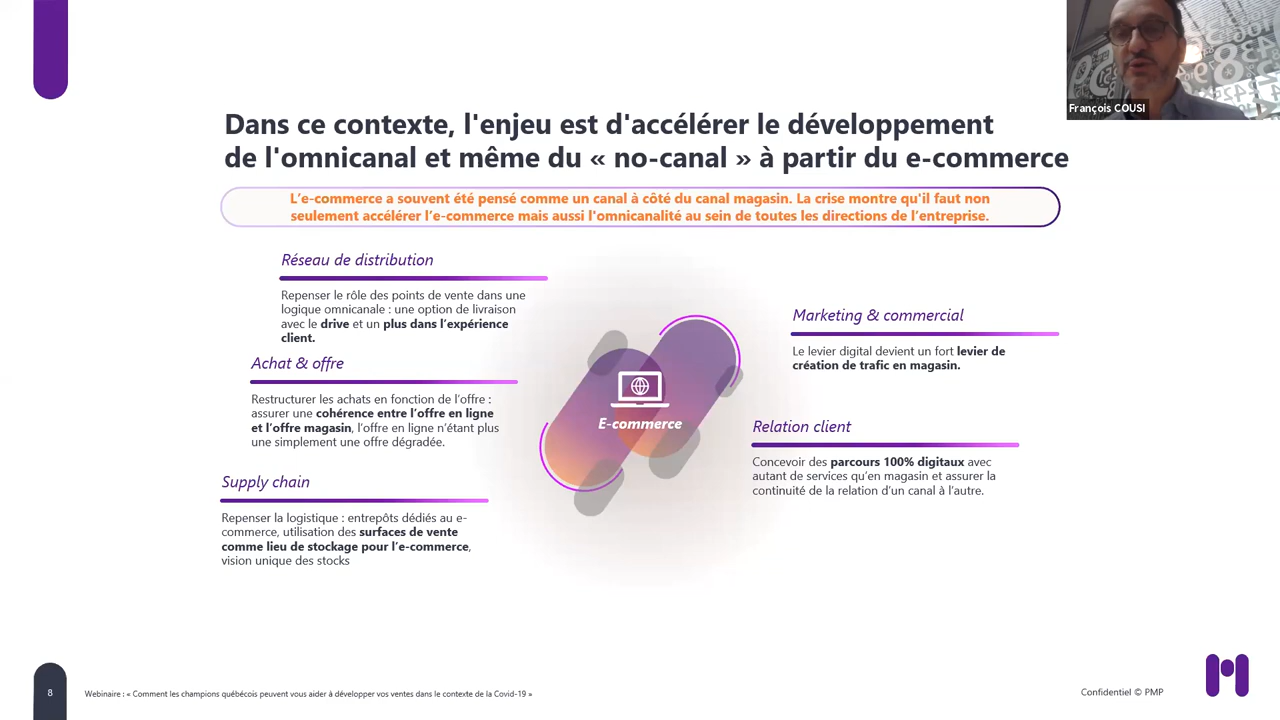 François COUSI
Dans ce contexte, l'enjeu est d'accélérer le développement
de l'omnicanal et même du « no-canal » à partir du e-commerce
L’e-commerce a souvent été pensé comme un canal à côté du canal magasin. La crise montre qu'il faut non
seulement accélérer l’e-commerce mais aussi l'omnicanalité au sein de toutes les directions de l’entreprise.
Réseau de distribution
Repenser le rôle des points de vente dans une
logique omnicanale : une option de livraison
avec le drive et un plus dans l’expérience
client.
Achat & offre
Restructurer les achats en fonction de l’offre :
assurer une cohérence entre l’offre en ligne
et l’offre magasin, l’offre en ligne n’étant plus
une simplement une offre dégradée.
Supply chain
Repenser la logistique : entrepôts dédiés au e-
commerce, utilisation des surfaces de vente
comme lieu de stockage pour l’e-commerce,
vision unique des stocks
E-commerce
Marketing & commercial
Le levier digital devient un fort levier de
création de trafic en magasin.
Relation client
Concevoir des parcours 100% digitaux avec
autant de services qu’en magasin et assurer la
continuité de la relation d’un canal à l’autre.
8
Webinaire : « Comment les champions québécois peuvent vous aider à développer vos ventes dans le contexte de la Covid-19 »
Confidentiel © PMP